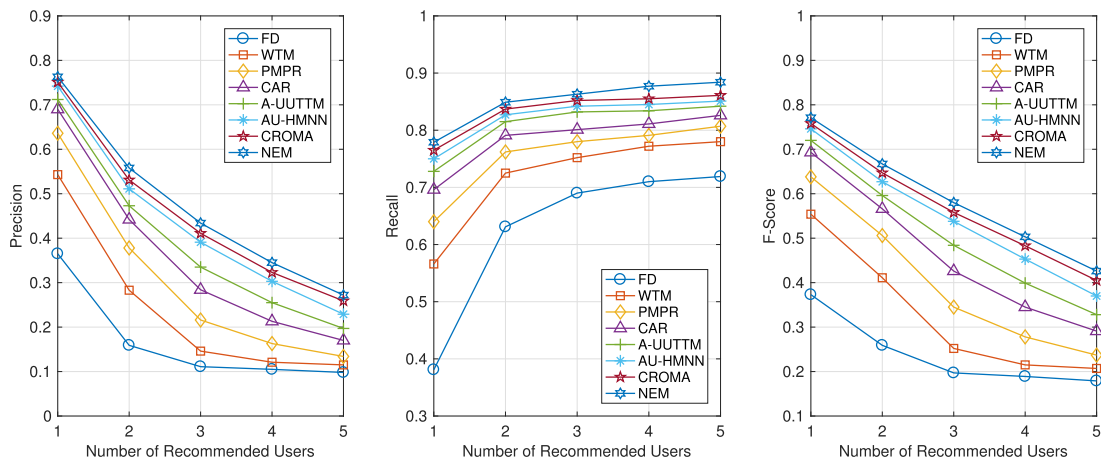 0.9
0.8
0.7
0.6
0.5
0.4
0.3
0.2
0.1
0
1 2 3 4 5
Precision
Number of Recommended Users
FD
WTM
PMPR
CAR
A-UUTTM
AU-HMNN
CROMA
NEM
1
0.9
0.8
0.7
0.6
0.5
0.4
0.3
1 2 3 4 5
Recall
Number of Recommended Users
FD
WTM
PMPR
CAR
A-UUTTM
AU-HMNN
CROMA
NEM
1
0.9
0.8
0.7
0.6
0.5
0.4
0.3
0.2
0.1
1 2 3 4 5
F-Score
Number of Recommended Users
FD
WTM
PMPR
CAR
A-UUTTM
AU-HMNN
CROMA
NEM